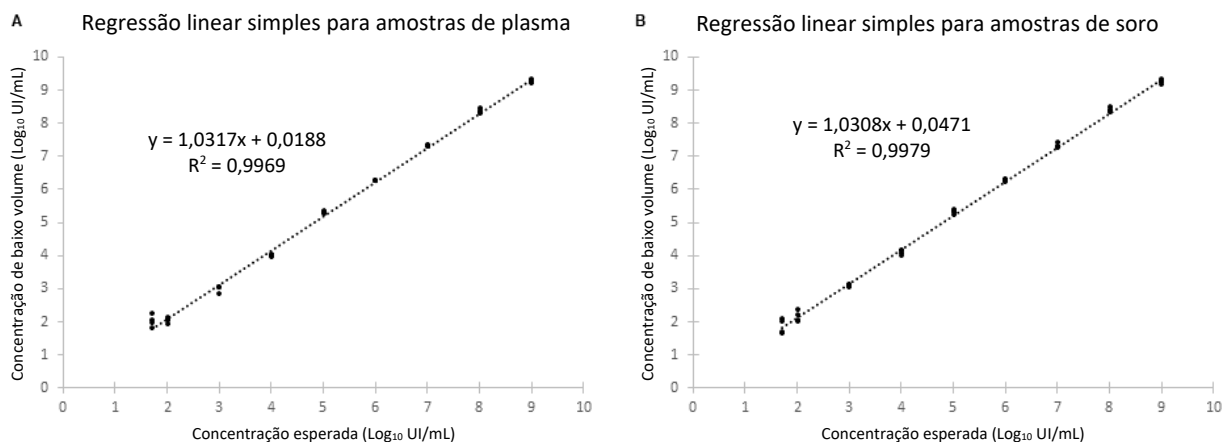 A Regressão linear simples para amostras de plasma
Concentração de baixo volume (Log₁₀ UI/mL)
10
9
8
7
6
5
4
3
2
1
0
y = 1,0317x + 0,0188
R² = 0,9969
0 1 2 3 4 5 6 7 8 9 10
Concentração esperada (Log₁₀ UI/mL)
B Regressão linear simples para amostras de soro
Concentração de baixo volume (Log₁₀ UI/mL)
10
9
8
7
6
5
4
3
2
1
0
y = 1,0308x + 0,0471
R² = 0,9979
0 1 2 3 4 5 6 7 8 9 10
Concentração esperada (Log₁₀ UI/mL)